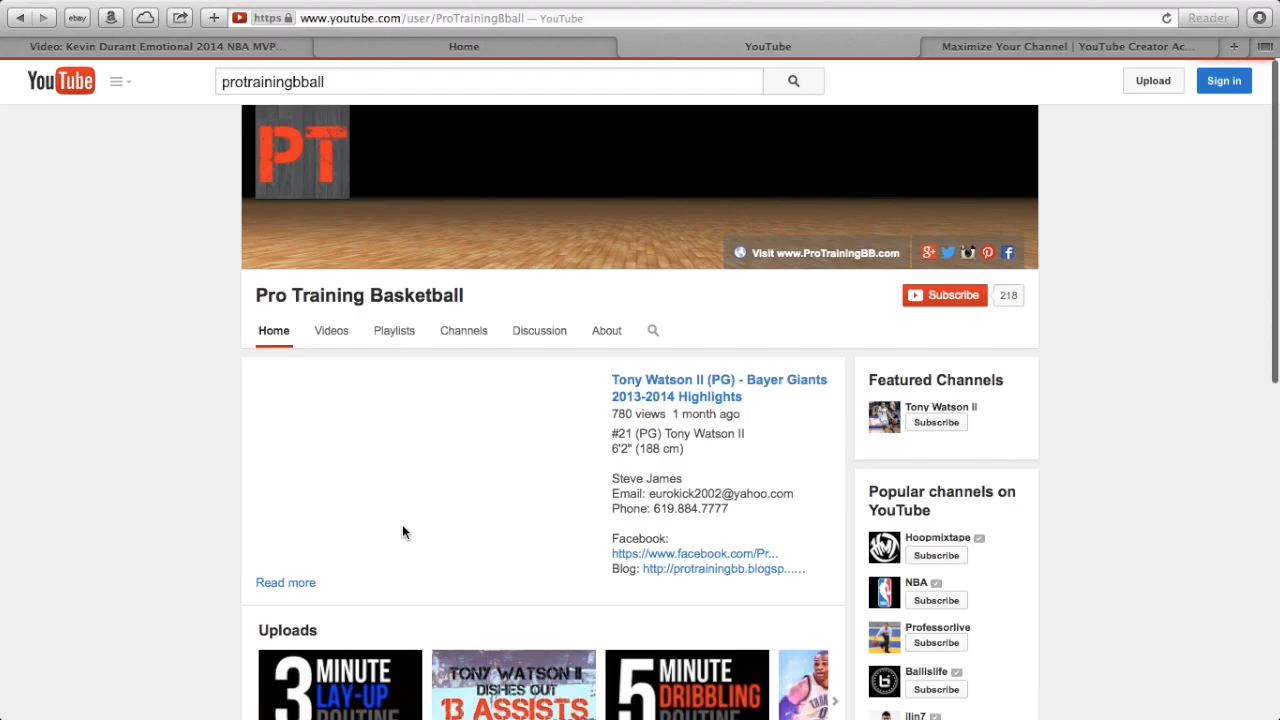 ebay
https www.youtube.com/user/ProTrainingBball — YouTube
Reader
Video: Kevin Durant Emotional 2014 NBA MVP...
Home
YouTube
Maximize Your Channel | YouTube Creator Ac...
YouTube
protrainingbball
Upload
Sign in
PT
Visit www.ProTrainingBB.com
Pro Training Basketball
Subscribe 218
Home Videos Playlists Channels Discussion About
Tony Watson II (PG) - Bayer Giants
2013-2014 Highlights
780 views 1 month ago
#21 (PG) Tony Watson II
6'2" (188 cm)
Steve James
Email: eurokick2002@yahoo.com
Phone: 619.884.7777
Facebook:
https://www.facebook.com/Pr...
Blog: http://protrainingbb.blogsp......
Read more
Featured Channels
Tony Watson II
Subscribe
Popular channels on
YouTube
Hoopmixtape
Subscribe
NBA
Subscribe
Professorlive
Subscribe
Ballislife
Subscribe
ilin7
Uploads
3 MINUTE
LAY-UP
ROUTINE
TONY WATSON II
DISHES OUT
13 ASSISTS
5 MINUTE
DRIBBLING
ROUTINE